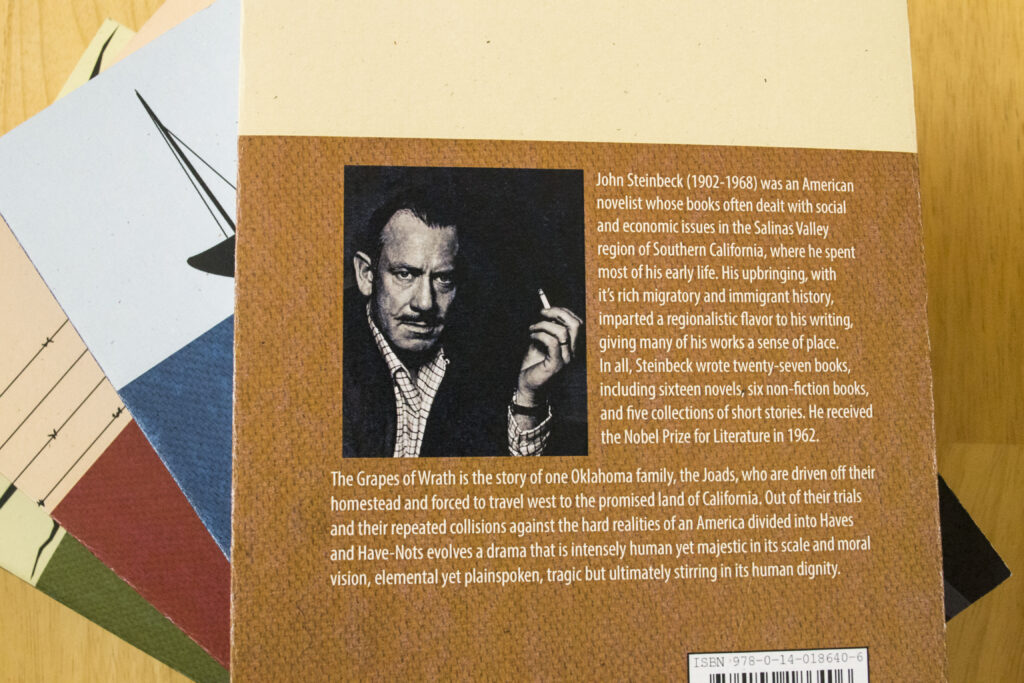 John Steinbeck (1902-1968) was an American
novelist whose books often dealt with social
and economic issues in the Salinas Valley
region of Southern California, where he spent
most of his early life. His upbringing, with
it's rich migratory and immigrant history,
imparted a regionalistic flavor to his writing,
giving many of his works a sense of place.
In all, Steinbeck wrote twenty-seven books,
including sixteen novels, six non-fiction books,
and five collections of short stories. He received
the Nobel Prize for Literature in 1962.
The Grapes of Wrath is the story of one Oklahoma family, the Joads, who are driven off their
homestead and forced to travel west to the promised land of California. Out of their trials
and their repeated collisions against the hard realities of an America divided into Haves
and Have-Nots evolves a drama that is intensely human yet majestic in its scale and moral
vision, elemental yet plainspoken, tragic but ultimately stirring in its human dignity.
ISBN 978-0-14-018640-6